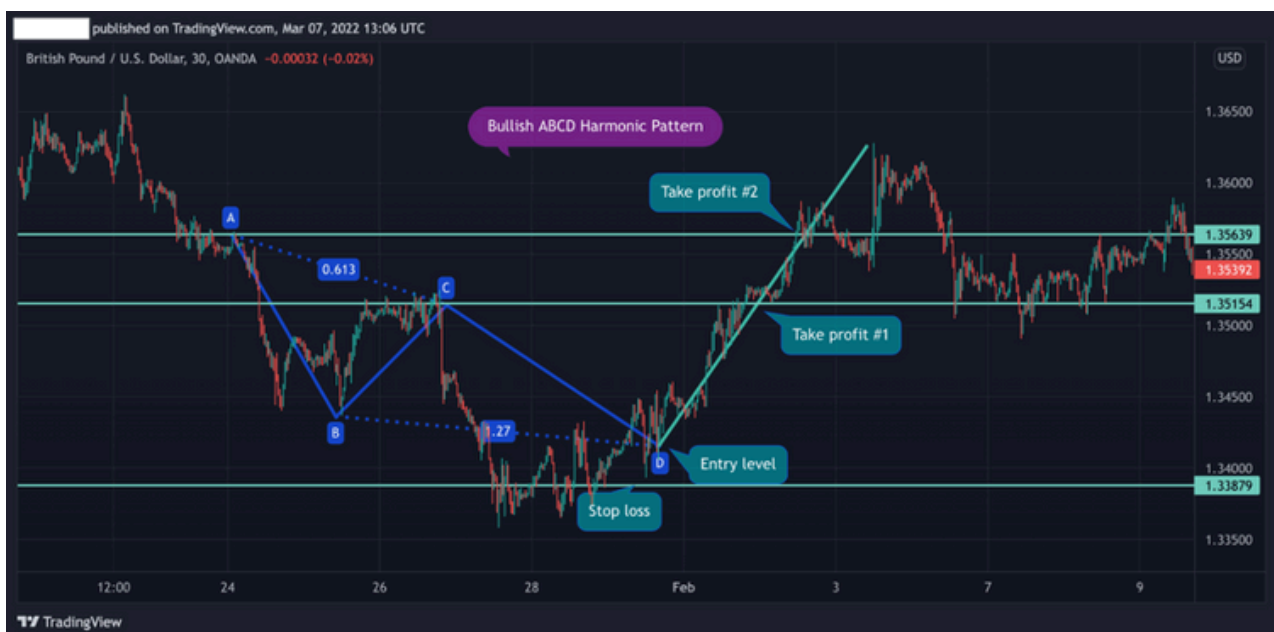 published on TradingView.com, Mar 07, 2022 13:06 UTC
British Pound / U.S. Dollar, 30, OANDA −0.00032 (−0.02%)
USD
1.36500
Bullish ABCD Harmonic Pattern
Take profit #2
1.36000
A
1.35639
0.613
1.35500
1.35392
C
1.35154
Take profit #1
1.35000
1.34500
B
1.27
D
Entry level
1.34000
1.33879
Stop loss
1.33500
12:00 24 26 28 Feb 3 7 9
TradingView